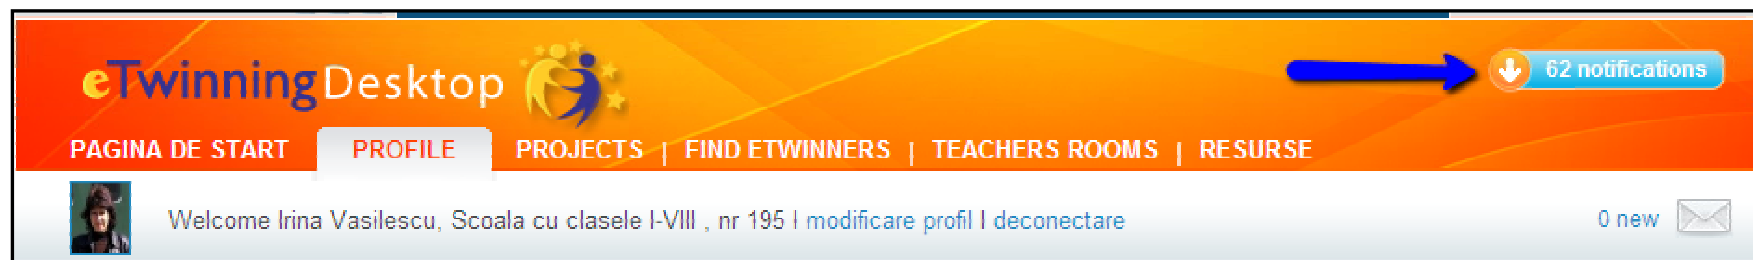 eTwinning Desktop
62 notifications
PAGINA DE START PROFILE PROJECTS | FIND ETWINNERS | TEACHERS ROOMS | RESURSE
Welcome Irina Vasilescu, Scoala cu clasele I-VIII , nr 195 | modificare profil | deconectare
0 new